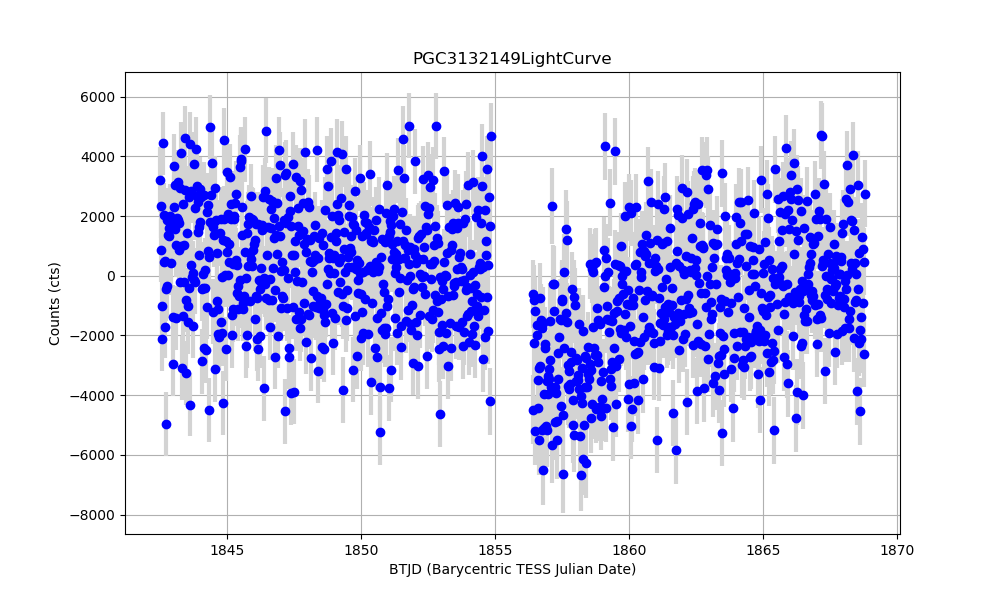 PGC3132149LightCurve
6000
4000
2000
0
−2000
−4000
−6000
−8000
Counts (cts)
1845 1850 1855 1860 1865 1870
BTJD (Barycentric TESS Julian Date)